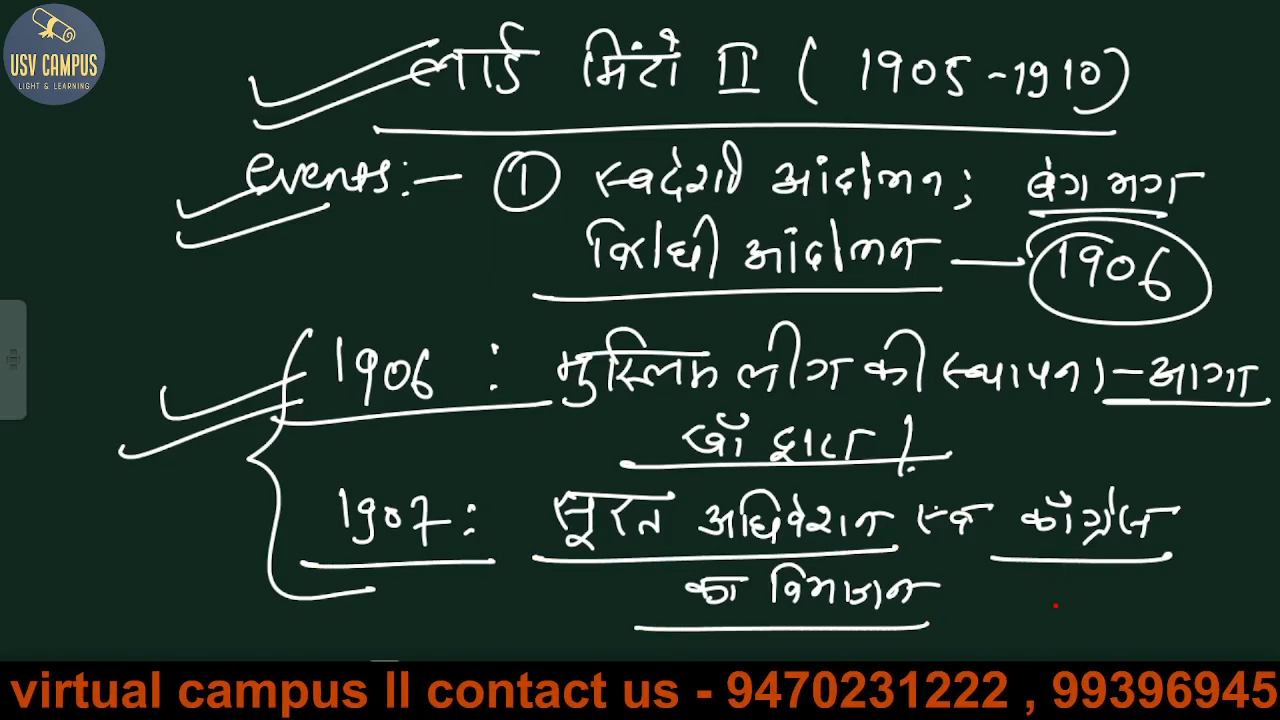 USV CAMPUS
LIGHT & LEARNING
लार्ड मिंटो II ( 1905-1910)
events:- ① स्वदेशी आंदोलन; बंग भंग
विरोधी आंदोलन — 1906
1906 : मुस्लिम लीग की स्थापना - आगा
खाँ द्वारा।
1907 : सूरत अधिवेशन एवं काँग्रेस
का विभाजन
virtual campus II contact us - 9470231222 , 99396945